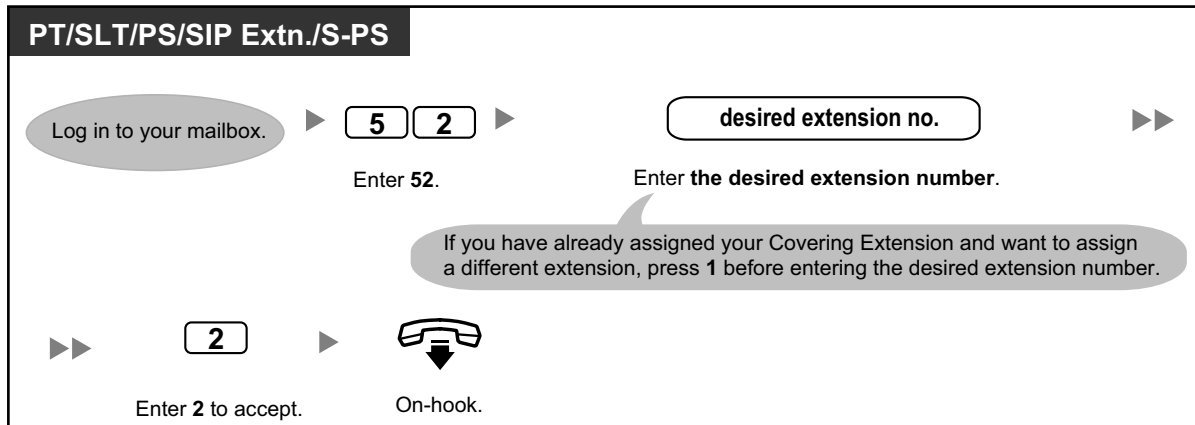 PT/SLT/PS/SIP Extn./S-PS
Log in to your mailbox.
5 2
desired extension no.
Enter 52.
Enter the desired extension number.
If you have already assigned your Covering Extension and want to assign
a different extension, press 1 before entering the desired extension number.
2
Enter 2 to accept.
On-hook.